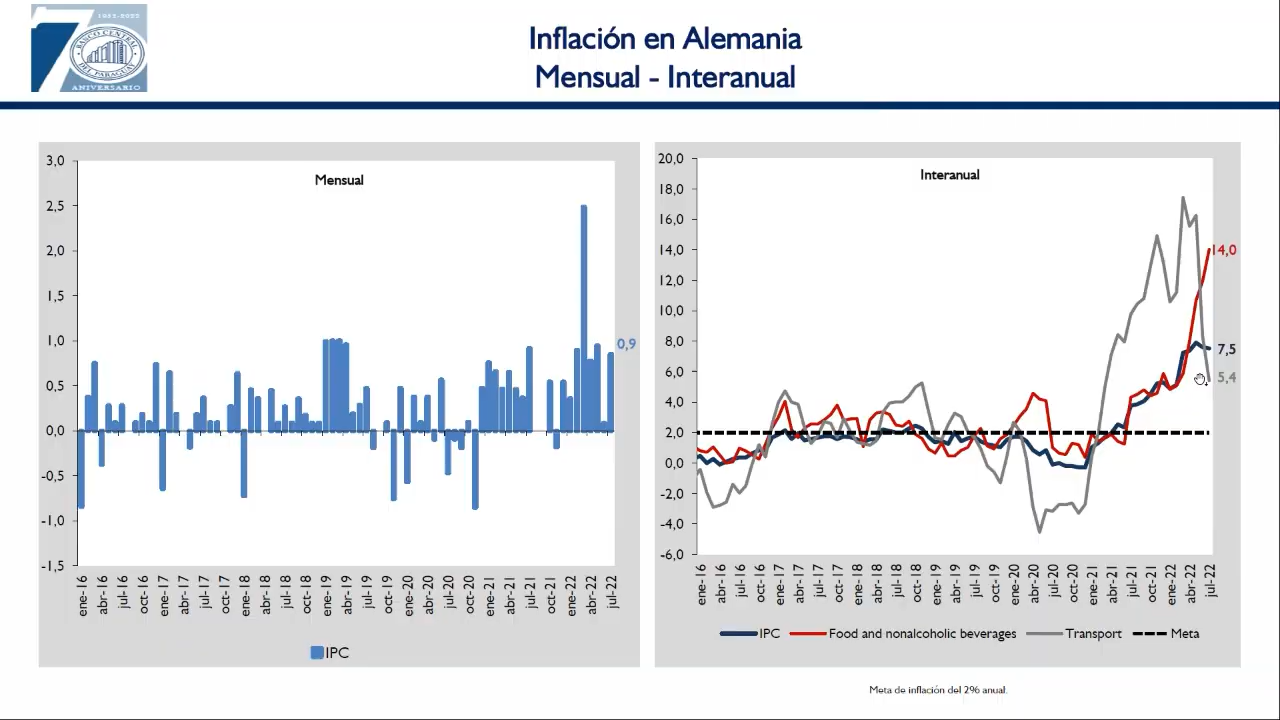 1952-2022
BANCO CENTRAL
DEL PARAGUAY
ANIVERSARIO
Inflación en Alemania
Mensual - Interanual
Mensual
3,0
2,5
2,0
1,5
1,0
0,5
0,0
-0,5
-1,0
-1,5
0,9
ene-16
abr-16
jul-16
oct-16
ene-17
abr-17
jul-17
oct-17
ene-18
abr-18
jul-18
oct-18
ene-19
abr-19
jul-19
oct-19
ene-20
abr-20
jul-20
oct-20
ene-21
abr-21
jul-21
oct-21
ene-22
abr-22
jul-22
IPC
Interanual
20,0
18,0
16,0
14,0
12,0
10,0
8,0
6,0
4,0
2,0
0,0
-2,0
-4,0
-6,0
14,0
7,5
5,4
ene-16
abr-16
jul-16
oct-16
ene-17
abr-17
jul-17
oct-17
ene-18
abr-18
jul-18
oct-18
ene-19
abr-19
jul-19
oct-19
ene-20
abr-20
jul-20
oct-20
ene-21
abr-21
jul-21
oct-21
ene-22
abr-22
jul-22
IPC Food and nonalcoholic beverages Transport Meta
Meta de inflación del 2% anual.